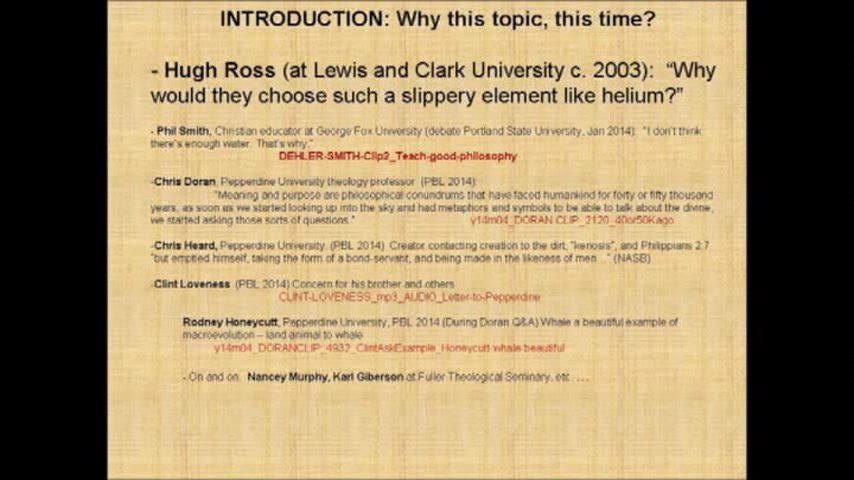 INTRODUCTION: Why this topic, this time?
- Hugh Ross (at Lewis and Clark University c. 2003): “Why
would they choose such a slippery element like helium?”
- Phil Smith, Christian educator at George Fox University (debate Portland State University, Jan 2014): "I don't think
there's enough water. That's why."
DEHLER-SMITH-Clip2_Teach-good-philosophy
-Chris Doran, Pepperdine University theology professor (PBL 2014):
"Meaning and purpose are philosophical conundrums that have faced humankind for forty or fifty thousand
years, as soon as we started looking up into the sky and had metaphors and symbols to be able to talk about the divine,
we started asking those sorts of questions." y14m04_DORAN CLIP_2120_40or50Kago
-Chris Heard, Pepperdine University. (PBL 2014) Creator contacting creation to the dirt, "kenosis", and Philippians 2:7
"but emptied himself, taking the form of a bond-servant, and being made in the likeness of men..." (NASB)
-Clint Loveness (PBL 2014) Concern for his brother and others
CLINT-LOVENESS_mp3_AUDIO_Letter-to-Pepperdine
Rodney Honeycutt, Pepperdine University, PBL 2014 (During Doran Q&A) Whale a beautiful example of
macroevolution – land animal to whale
y14m04_DORANCLIP_4932_ClintAskExample_Honeycutt-whale-beautiful
- On and on. Nancey Murphy, Karl Giberson at Fuller Theological Seminary, etc. ...